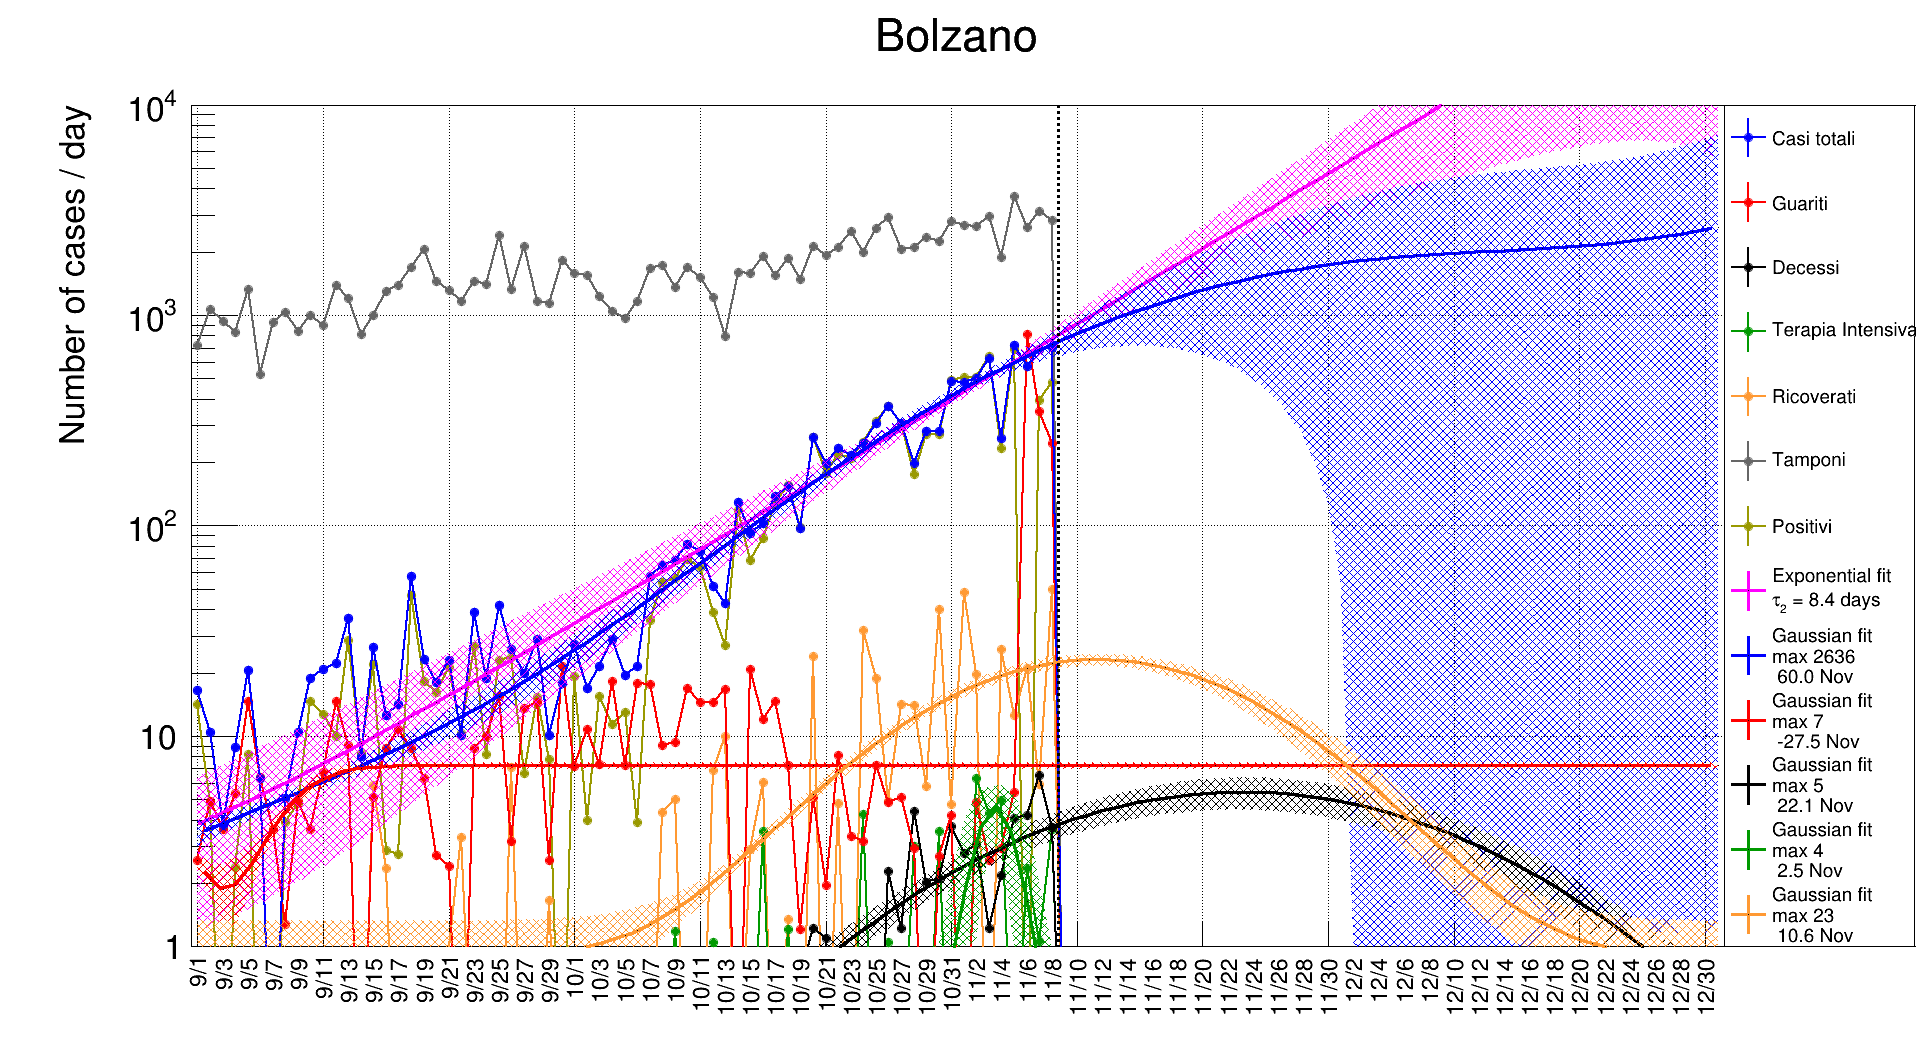 Bolzano
Number of cases / day
10^4
10^3
10^2
10
1
9/1 9/3 9/5 9/7 9/9 9/11 9/13 9/15 9/17 9/19 9/21 9/23 9/25 9/27 9/29 10/1 10/3 10/5 10/7 10/9 10/11 10/13 10/15 10/17 10/19 10/21 10/23 10/25 10/27 10/29 10/31 11/2 11/4 11/6 11/8 11/10 11/12 11/14 11/16 11/18 11/20 11/22 11/24 11/26 11/28 11/30 12/2 12/4 12/6 12/8 12/10 12/12 12/14 12/16 12/18 12/20 12/22 12/24 12/26 12/28 12/30
Casi totali
Guariti
Decessi
Terapia Intensiva
Ricoverati
Tamponi
Positivi
Exponential fit
τ₂ = 8.4 days
Gaussian fit
max 2636
60.0 Nov
Gaussian fit
max 7
-27.5 Nov
Gaussian fit
max 5
22.1 Nov
Gaussian fit
max 4
2.5 Nov
Gaussian fit
max 23
10.6 Nov